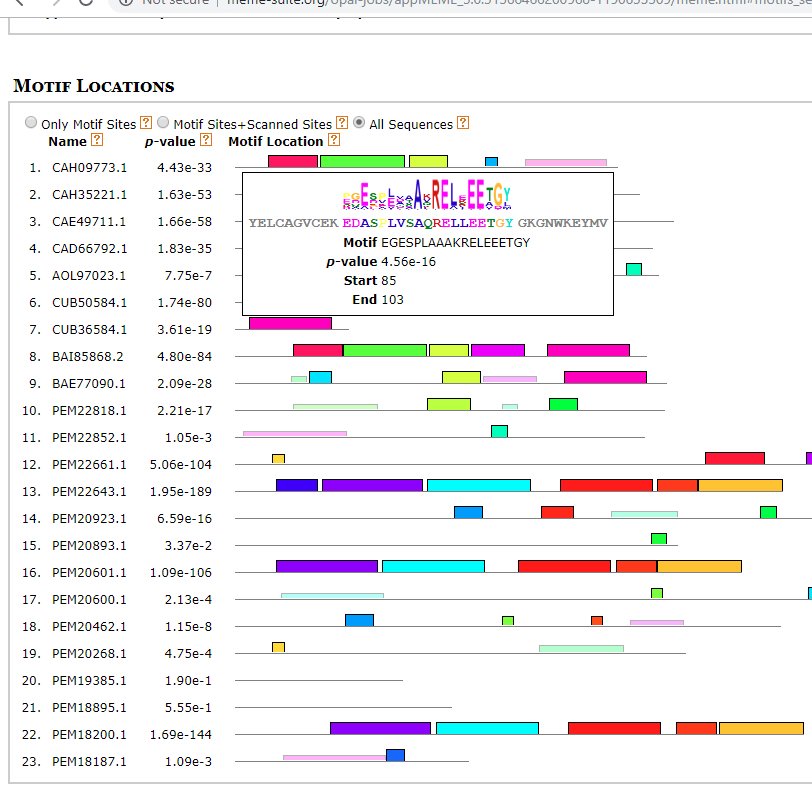 Not secure | meme-suite.org/opal-jobs/appMEME_5.0.51566466200968-1190653509/meme.html#motifs_se
MOTIF LOCATIONS
Only Motif Sites ? Motif Sites+Scanned Sites ? All Sequences ?
Name ? p-value ? Motif Location ?
1. CAH09773.1 4.43e-33
2. CAH35221.1 1.63e-53
YELCAGVCEK EDASPLVSAQRELLEETGY GKGNWKEYMV
3. CAE49711.1 1.66e-58
Motif EGESPLAAAKRELEEETGY
4. CAD66792.1 1.83e-35
p-value 4.56e-16
5. AOL97023.1 7.75e-7
Start 85
End 103
6. CUB50584.1 1.74e-80
7. CUB36584.1 3.61e-19
8. BAI85868.2 4.80e-84
9. BAE77090.1 2.09e-28
10. PEM22818.1 2.21e-17
11. PEM22852.1 1.05e-3
12. PEM22661.1 5.06e-104
13. PEM22643.1 1.95e-189
14. PEM20923.1 6.59e-16
15. PEM20893.1 3.37e-2
16. PEM20601.1 1.09e-106
17. PEM20600.1 2.13e-4
18. PEM20462.1 1.15e-8
19. PEM20268.1 4.75e-4
20. PEM19385.1 1.90e-1
21. PEM18895.1 5.55e-1
22. PEM18200.1 1.69e-144
23. PEM18187.1 1.09e-3